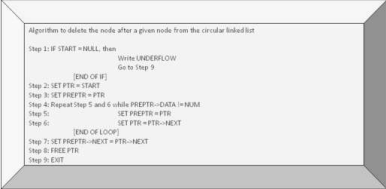 Algorithm to delete the node after a given node from the circular linked list
Step 1: IF START = NULL, then
Write UNDERFLOW
Go to Step 9
[END OF IF]
Step 2: SET PTR = START
Step 3: SET PREPTR = PTR
Step 4: Repeat Step 5 and 6 while PREPTR->DATA != NUM
Step 5: SET PREPTR = PTR
Step 6: SET PTR = PTR->NEXT
[END OF LOOP]
Step 7: SET PREPTR->NEXT = PTR->NEXT
Step 8: FREE PTR
Step 9: EXIT